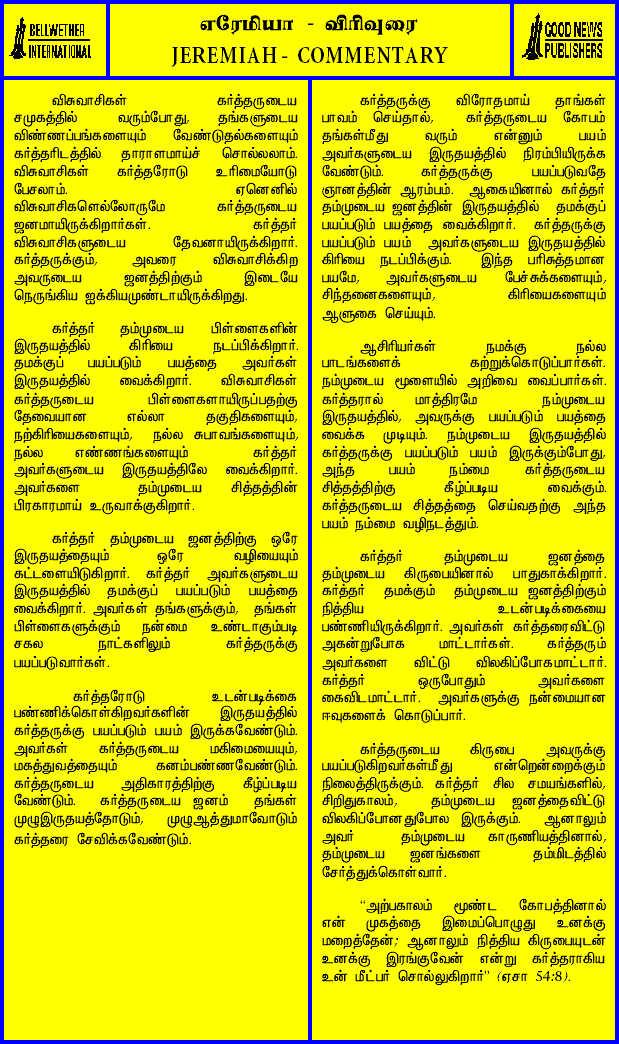 BELLWETHER
INTERNATIONAL
எரேமியா - விரிவுரை
JEREMIAH - COMMENTARY
GOOD NEWS
PUBLISHERS
விசுவாசிகள் கர்த்தருடைய
சமுகத்தில் வரும்போது, தங்களுடைய
விண்ணப்பங்களையும் வேண்டுதல்களையும்
கர்த்தரிடத்தில் தாராளமாய்ச் சொல்லலாம்.
விசுவாசிகள் கர்த்தரோடு உரிமையோடு
பேசலாம். ஏனெனில்
விசுவாசிகளெல்லோருமே கர்த்தருடைய
ஜனமாயிருக்கிறார்கள். கர்த்தர்
விசுவாசிகளுடைய தேவனாயிருக்கிறார்.
கர்த்தருக்கும், அவரை விசுவாசிக்கிற
அவருடைய ஜனத்திற்கும் இடையே
நெருங்கிய ஐக்கியமுண்டாயிருக்கிறது.
கர்த்தர் தம்முடைய பிள்ளைகளின்
இருதயத்தில் கிரியை நடப்பிக்கிறார்.
தமக்குப் பயப்படும் பயத்தை அவர்கள்
இருதயத்தில் வைக்கிறார். விசுவாசிகள்
கர்த்தருடைய பிள்ளைகளாயிருப்பதற்கு
தேவையான எல்லா தகுதிகளையும்,
நற்கிரியைகளையும், நல்ல சுபாவங்களையும்,
நல்ல எண்ணங்களையும் கர்த்தர்
அவர்களுடைய இருதயத்திலே வைக்கிறார்.
அவர்களை தம்முடைய சித்தத்தின்
பிரகாரமாய் உருவாக்குகிறார்.
கர்த்தர் தம்முடைய ஜனத்திற்கு ஒரே
இருதயத்தையும் ஒரே வழியையும்
கட்டளையிடுகிறார். கர்த்தர் அவர்களுடைய
இருதயத்தில் தமக்குப் பயப்படும் பயத்தை
வைக்கிறார். அவர்கள் தங்களுக்கும், தங்கள்
பிள்ளைகளுக்கும் நன்மை உண்டாகும்படி
சகல நாட்களிலும் கர்த்தருக்கு
பயப்படுவார்கள்.
கர்த்தரோடு உடன்படிக்கை
பண்ணிக்கொள்கிறவர்களின் இருதயத்தில்
கர்த்தருக்கு பயப்படும் பயம் இருக்கவேண்டும்.
அவர்கள் கர்த்தருடைய மகிமையையும்,
மகத்துவத்தையும் கனம்பண்ணவேண்டும்.
கர்த்தருடைய அதிகாரத்திற்கு கீழ்ப்படிய
வேண்டும். கர்த்தருடைய ஜனம் தங்கள்
முழுஇருதயத்தோடும், முழுஆத்துமாவோடும்
கர்த்தரை சேவிக்கவேண்டும்.
கர்த்தருக்கு விரோதமாய் தாங்கள்
பாவம் செய்தால், கர்த்தருடைய கோபம்
தங்கள்மீது வரும் என்னும் பயம்
அவர்களுடைய இருதயத்தில் நிரம்பியிருக்க
வேண்டும். கர்த்தருக்கு பயப்படுவதே
ஞானத்தின் ஆரம்பம். ஆகையினால் கர்த்தர்
தம்முடைய ஜனத்தின் இருதயத்தில் தமக்குப்
பயப்படும் பயத்தை வைக்கிறார். கர்த்தருக்கு
பயப்படும் பயம் அவர்களுடைய இருதயத்தில்
கிரியை நடப்பிக்கும். இந்த பரிசுத்தமான
பயமே, அவர்களுடைய பேச்சுக்களையும்,
சிந்தனைகளையும், கிரியைகளையும்
ஆளுகை செய்யும்.
ஆசிரியர்கள் நமக்கு நல்ல
பாடங்களைக் கற்றுக்கொடுப்பார்கள்.
நம்முடைய மூளையில் அறிவை வைப்பார்கள்.
கர்த்தரால் மாத்திரமே நம்முடைய
இருதயத்தில், அவருக்கு பயப்படும் பயத்தை
வைக்க முடியும். நம்முடைய இருதயத்தில்
கர்த்தருக்கு பயப்படும் பயம் இருக்கும்போது,
அந்த பயம் நம்மை கர்த்தருடைய
சித்தத்திற்கு கீழ்ப்படிய வைக்கும்.
கர்த்தருடைய சித்தத்தை செய்வதற்கு அந்த
பயம் நம்மை வழிநடத்தும்.
கர்த்தர் தம்முடைய ஜனத்தை
தம்முடைய கிருபையினால் பாதுகாக்கிறார்.
கர்த்தர் தமக்கும் தம்முடைய ஜனத்திற்கும்
நித்திய உடன்படிக்கையை
பண்ணியிருக்கிறார். அவர்கள் கர்த்தரைவிட்டு
அகன்றுபோக மாட்டார்கள். கர்த்தரும்
அவர்களை விட்டு விலகிப்போகமாட்டார்.
கர்த்தர் ஒருபோதும் அவர்களை
கைவிடமாட்டார். அவர்களுக்கு நன்மையான
ஈவுகளைக் கொடுப்பார்.
கர்த்தருடைய கிருபை அவருக்கு
பயப்படுகிறவர்கள்மீது என்றென்றைக்கும்
நிலைத்திருக்கும். கர்த்தர் சில சமயங்களில்,
சிறிதுகாலம், தம்முடைய ஜனத்தைவிட்டு
விலகிப்போனதுபோல இருக்கும். ஆனாலும்
அவர் தம்முடைய காருணியத்தினால்,
தம்முடைய ஜனங்களை தம்மிடத்தில்
சேர்த்துக்கொள்வார்.
“அற்பகாலம் மூண்ட கோபத்தினால்
என் முகத்தை இமைப்பொழுது உனக்கு
மறைத்தேன்; ஆனாலும் நித்திய கிருபையுடன்
உனக்கு இரங்குவேன் என்று கர்த்தராகிய
உன் மீட்பர் சொல்லுகிறார்” (ஏசா 54:8).